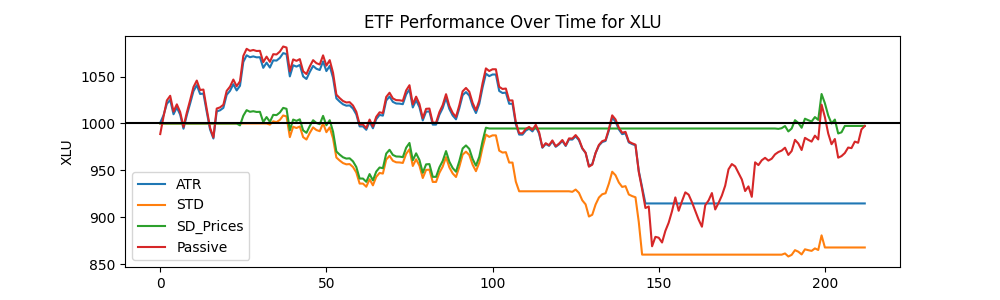 ETF Performance Over Time for XLU
XLU
1050
1000
950
900
850
ATR
STD
SD_Prices
Passive
0
50
100
150
200